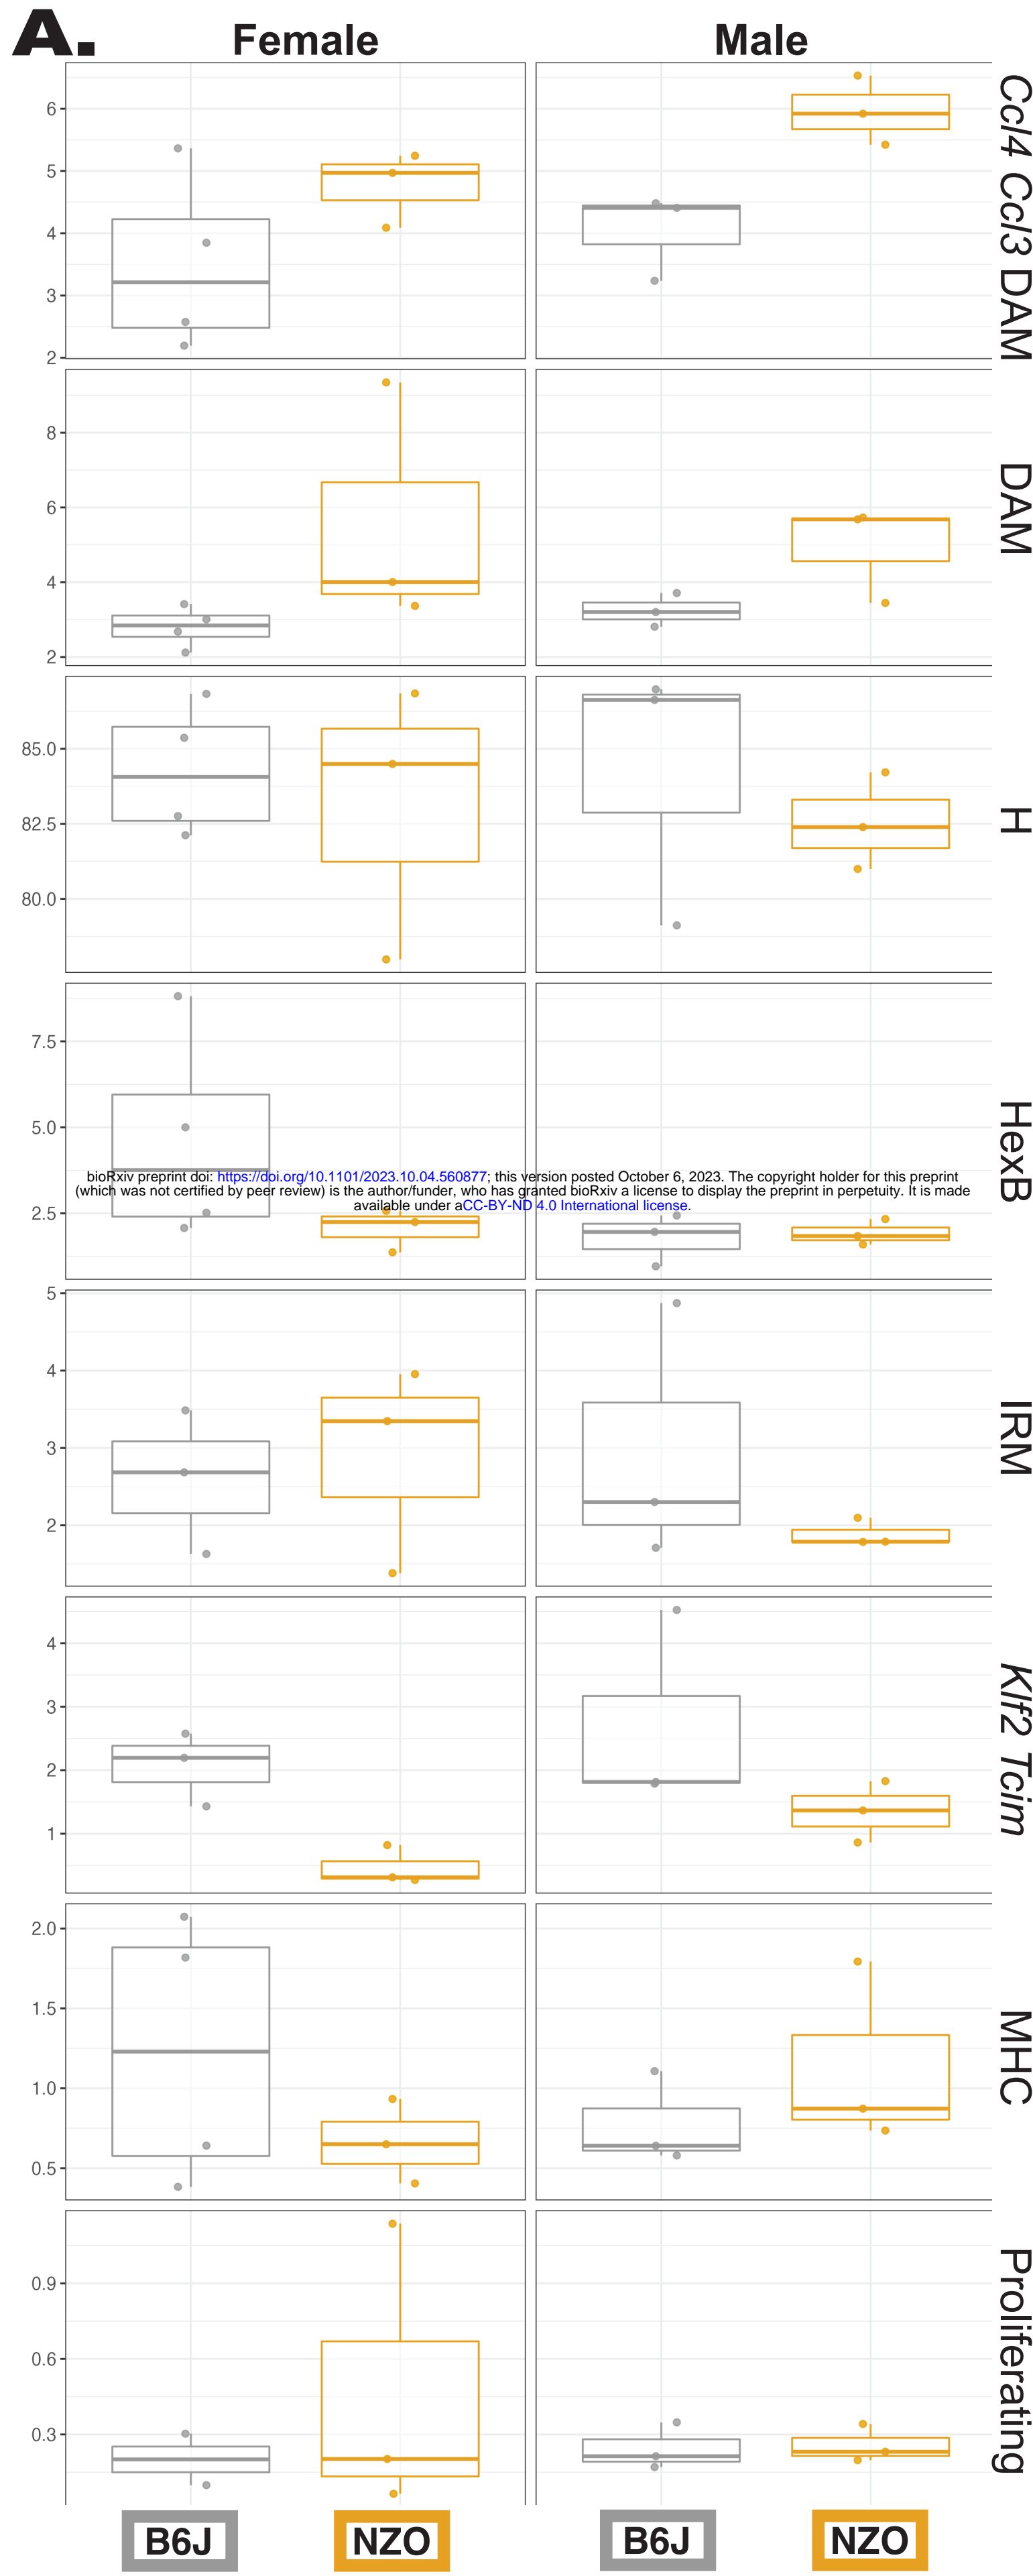 A.
Female Male
6
5
4
3
2
Ccl4 Ccl3 DAM
8
6
4
2
DAM
85.0
82.5
80.0
H
7.5
5.0
2.5
HexB
bioRxiv preprint doi: https://doi.org/10.1101/2023.10.04.560877; this version posted October 6, 2023. The copyright holder for this preprint
(which was not certified by peer review) is the author/funder, who has granted bioRxiv a license to display the preprint in perpetuity. It is made
available under aCC-BY-ND 4.0 International license.
5
4
3
2
IRM
4
3
2
1
Klf2 Tcim
2.0
1.5
1.0
0.5
MHC
0.9
0.6
0.3
Proliferating
B6J NZO B6J NZO